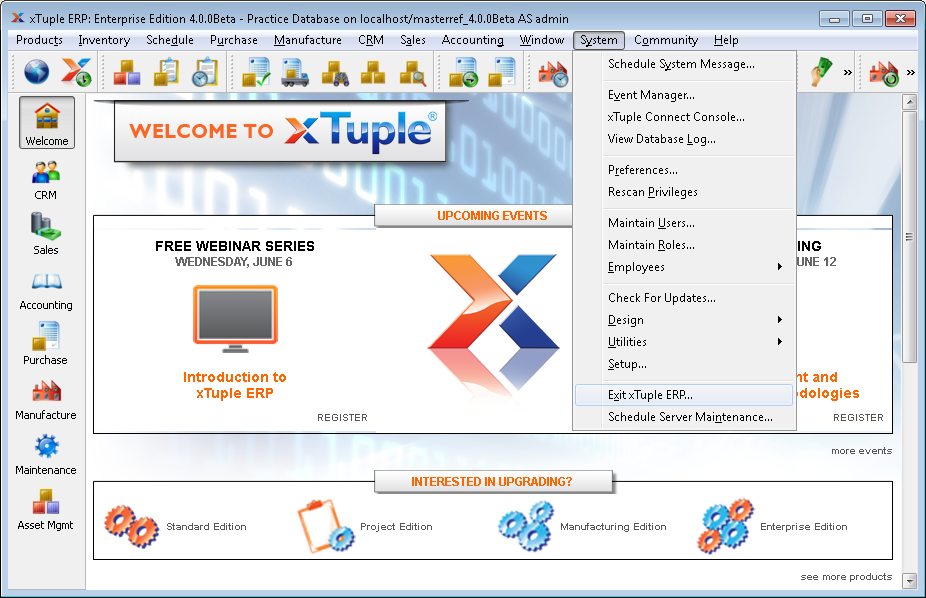 xTuple ERP: Enterprise Edition 4.0.0Beta - Practice Database on localhost/masterref_4.0.0Beta AS admin
Products Inventory Schedule Purchase Manufacture CRM Sales Accounting Window System Community Help
»
»
Schedule System Message...
Event Manager...
xTuple Connect Console...
View Database Log...
Preferences...
Rescan Privileges
Maintain Users...
Maintain Roles...
Employees
Check For Updates...
Design
Utilities
Setup...
Exit xTuple ERP...
Schedule Server Maintenance...
Welcome
CRM
Sales
Accounting
Purchase
Manufacture
Maintenance
Asset Mgmt
WELCOME TO xTuple®
UPCOMING EVENTS
FREE WEBINAR SERIES
WEDNESDAY, JUNE 6
Introduction to
xTuple ERP
REGISTER
ING
UNE 12
nt and
dologies
REGISTER
more events
INTERESTED IN UPGRADING?
Standard Edition
Project Edition
Manufacturing Edition
Enterprise Edition
see more products